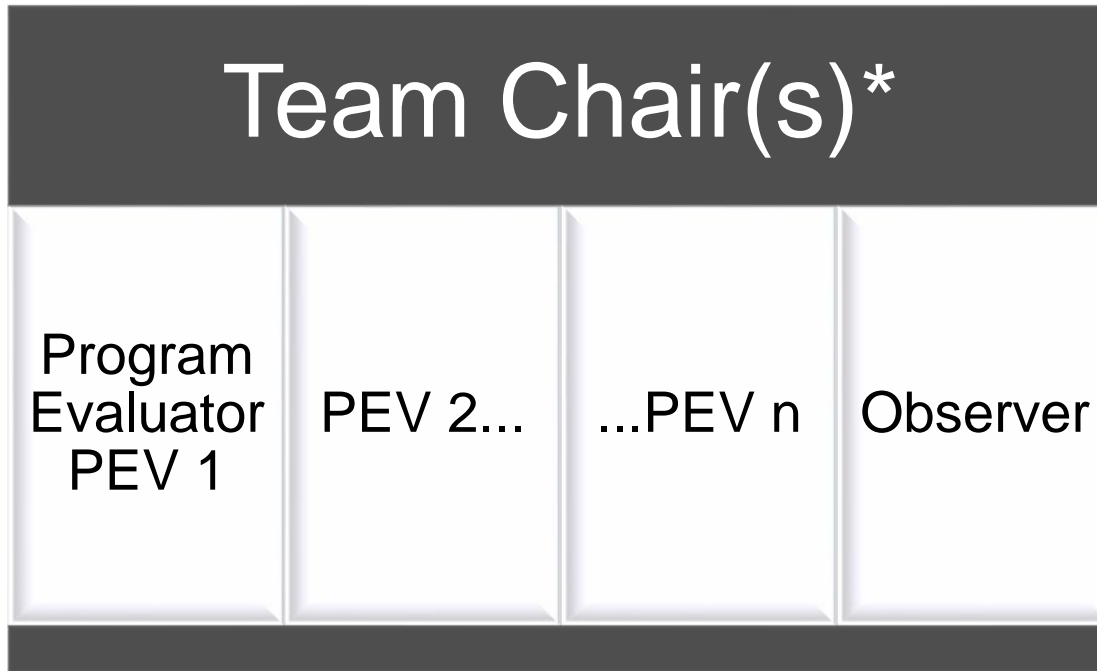 Team Chair(s)*
Program
Evaluator
PEV 1
PEV 2...
...PEV n
Observer